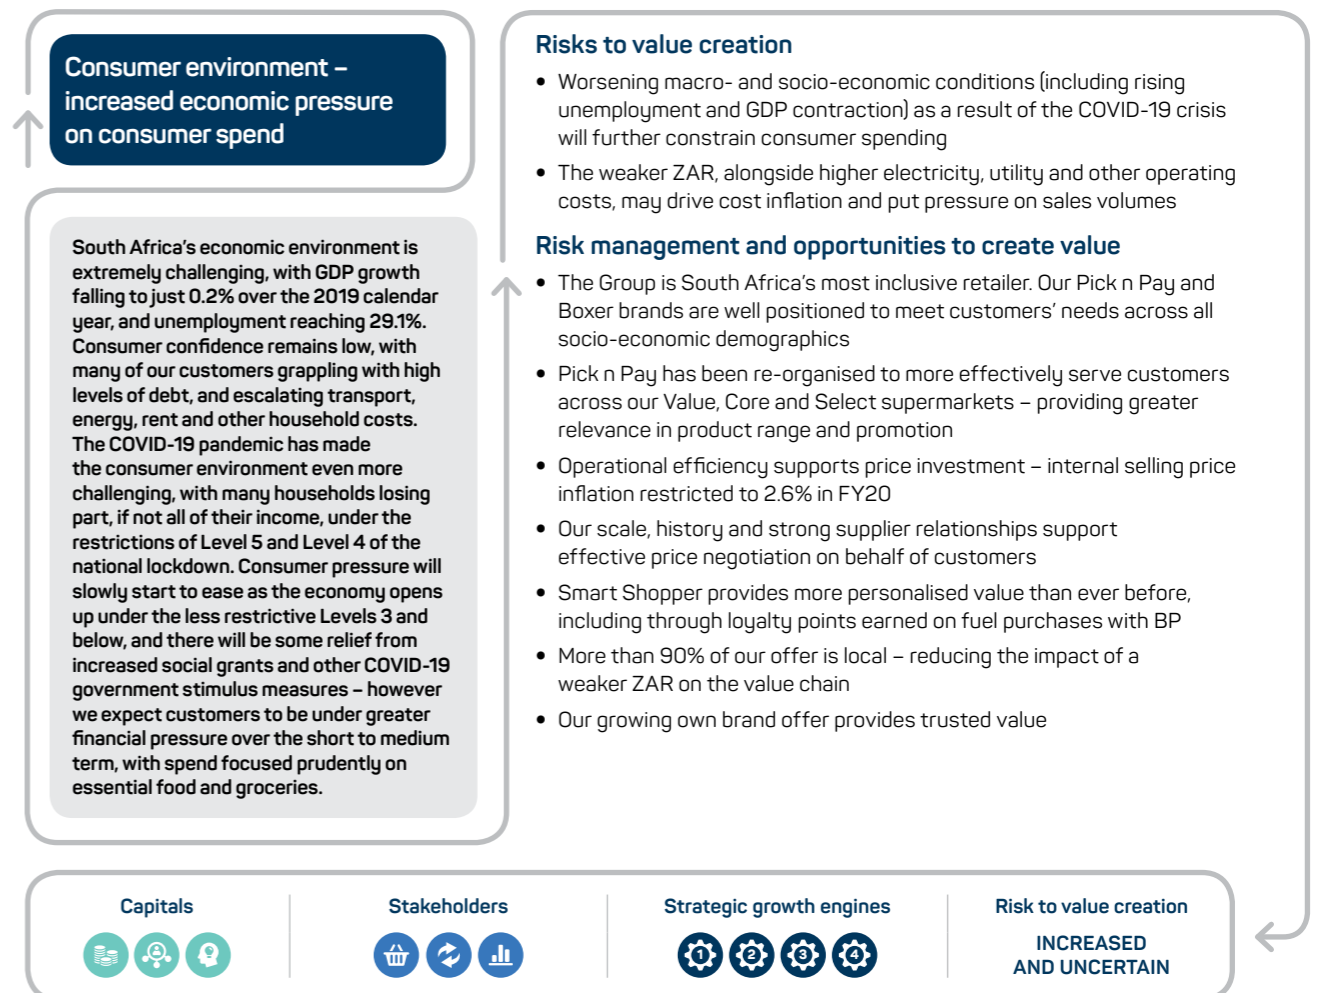 Consumer environment –
increased economic pressure
on consumer spend
South Africa's economic environment is
extremely challenging, with GDP growth
falling to just 0.2% over the 2019 calendar
year, and unemployment reaching 29.1%.
Consumer confidence remains low, with
many of our customers grappling with high
levels of debt, and escalating transport,
energy, rent and other household costs.
The COVID-19 pandemic has made
the consumer environment even more
challenging, with many households losing
part, if not all of their income, under the
restrictions of Level 5 and Level 4 of the
national lockdown. Consumer pressure will
slowly start to ease as the economy opens
up under the less restrictive Levels 3 and
below, and there will be some relief from
increased social grants and other COVID-19
government stimulus measures – however
we expect customers to be under greater
financial pressure over the short to medium
term, with spend focused prudently on
essential food and groceries.
Risks to value creation
• Worsening macro- and socio-economic conditions (including rising
unemployment and GDP contraction) as a result of the COVID-19 crisis
will further constrain consumer spending
• The weaker ZAR, alongside higher electricity, utility and other operating
costs, may drive cost inflation and put pressure on sales volumes
Risk management and opportunities to create value
• The Group is South Africa's most inclusive retailer. Our Pick n Pay and
Boxer brands are well positioned to meet customers' needs across all
socio-economic demographics
• Pick n Pay has been re-organised to more effectively serve customers
across our Value, Core and Select supermarkets – providing greater
relevance in product range and promotion
• Operational efficiency supports price investment – internal selling price
inflation restricted to 2.6% in FY20
• Our scale, history and strong supplier relationships support
effective price negotiation on behalf of customers
• Smart Shopper provides more personalised value than ever before,
including through loyalty points earned on fuel purchases with BP
• More than 90% of our offer is local – reducing the impact of a
weaker ZAR on the value chain
• Our growing own brand offer provides trusted value
Capitals
Stakeholders
Strategic growth engines
1 2 3 4
Risk to value creation
INCREASED
AND UNCERTAIN